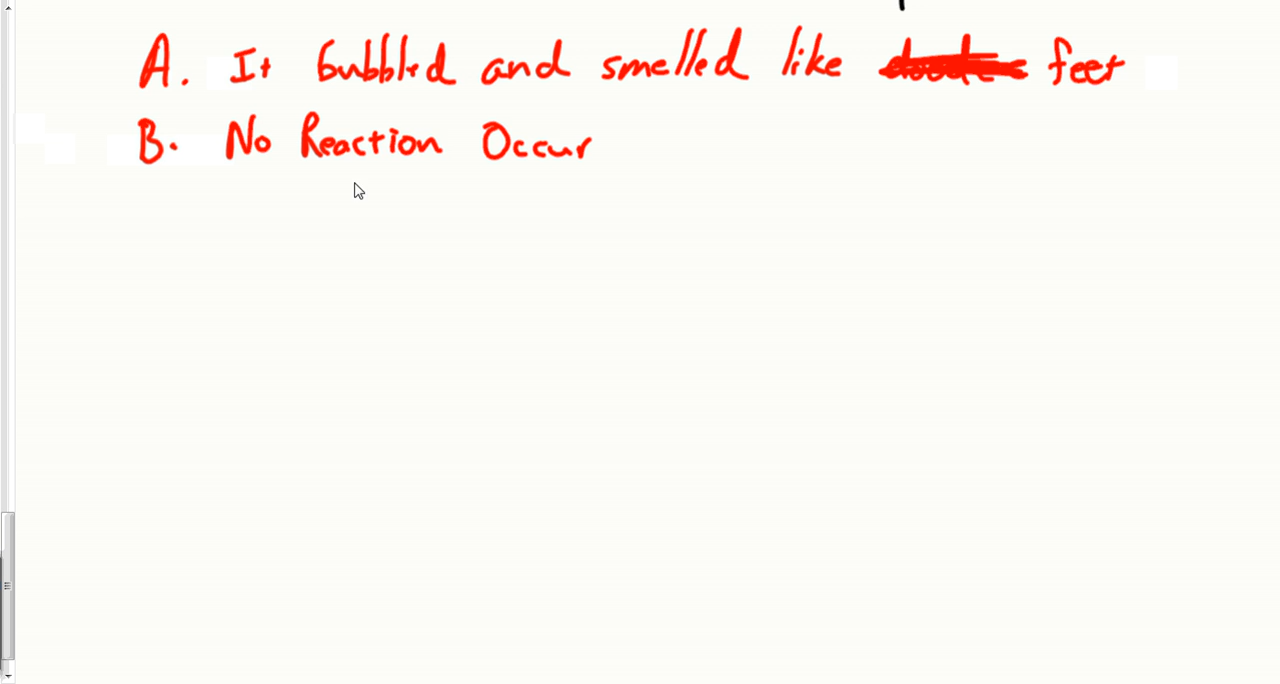 A. It bubbled and smelled like feet
B. No Reaction Occur